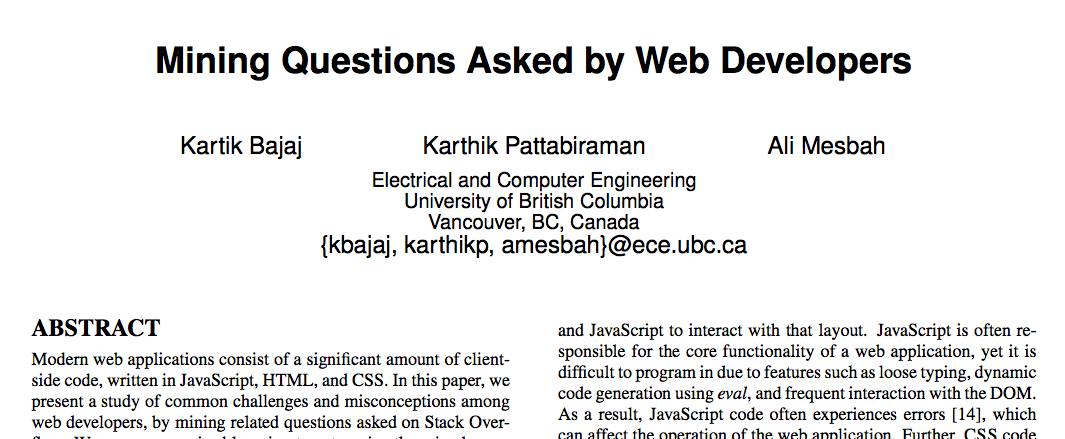 Mining Questions Asked by Web Developers
Kartik Bajaj Karthik Pattabiraman Ali Mesbah
Electrical and Computer Engineering
University of British Columbia
Vancouver, BC, Canada
{kbajaj, karthikp, amesbah}@ece.ubc.ca
ABSTRACT
Modern web applications consist of a significant amount of client-
side code, written in JavaScript, HTML, and CSS. In this paper, we
present a study of common challenges and misconceptions among
web developers, by mining related questions asked on Stack Over-
and JavaScript to interact with that layout. JavaScript is often re-
sponsible for the core functionality of a web application, yet it is
difficult to program in due to features such as loose typing, dynamic
code generation using eval, and frequent interaction with the DOM.
As a result, JavaScript code often experiences errors [14], which
can affect the operation of the web application. Further, CSS code